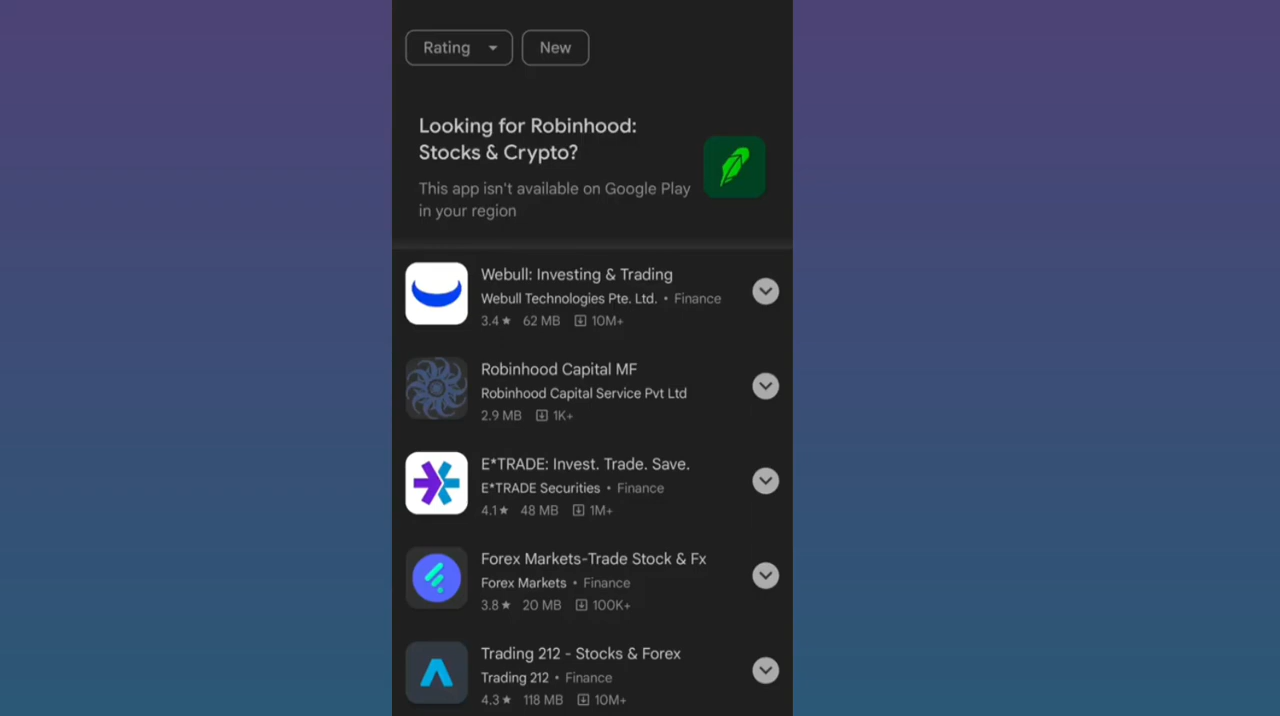 Rating
New
Looking for Robinhood:
Stocks & Crypto?
This app isn't available on Google Play
in your region
Webull: Investing & Trading
Webull Technologies Pte. Ltd. • Finance
3.4★ 62 MB 10M+
Robinhood Capital MF
Robinhood Capital Service Pvt Ltd
2.9 MB 1K+
E*TRADE: Invest. Trade. Save.
E*TRADE Securities • Finance
4.1★ 48 MB 1M+
Forex Markets-Trade Stock & Fx
Forex Markets • Finance
3.8★ 20 MB 100K+
Trading 212 - Stocks & Forex
Trading 212 • Finance
4.3★ 118 MB 10M+